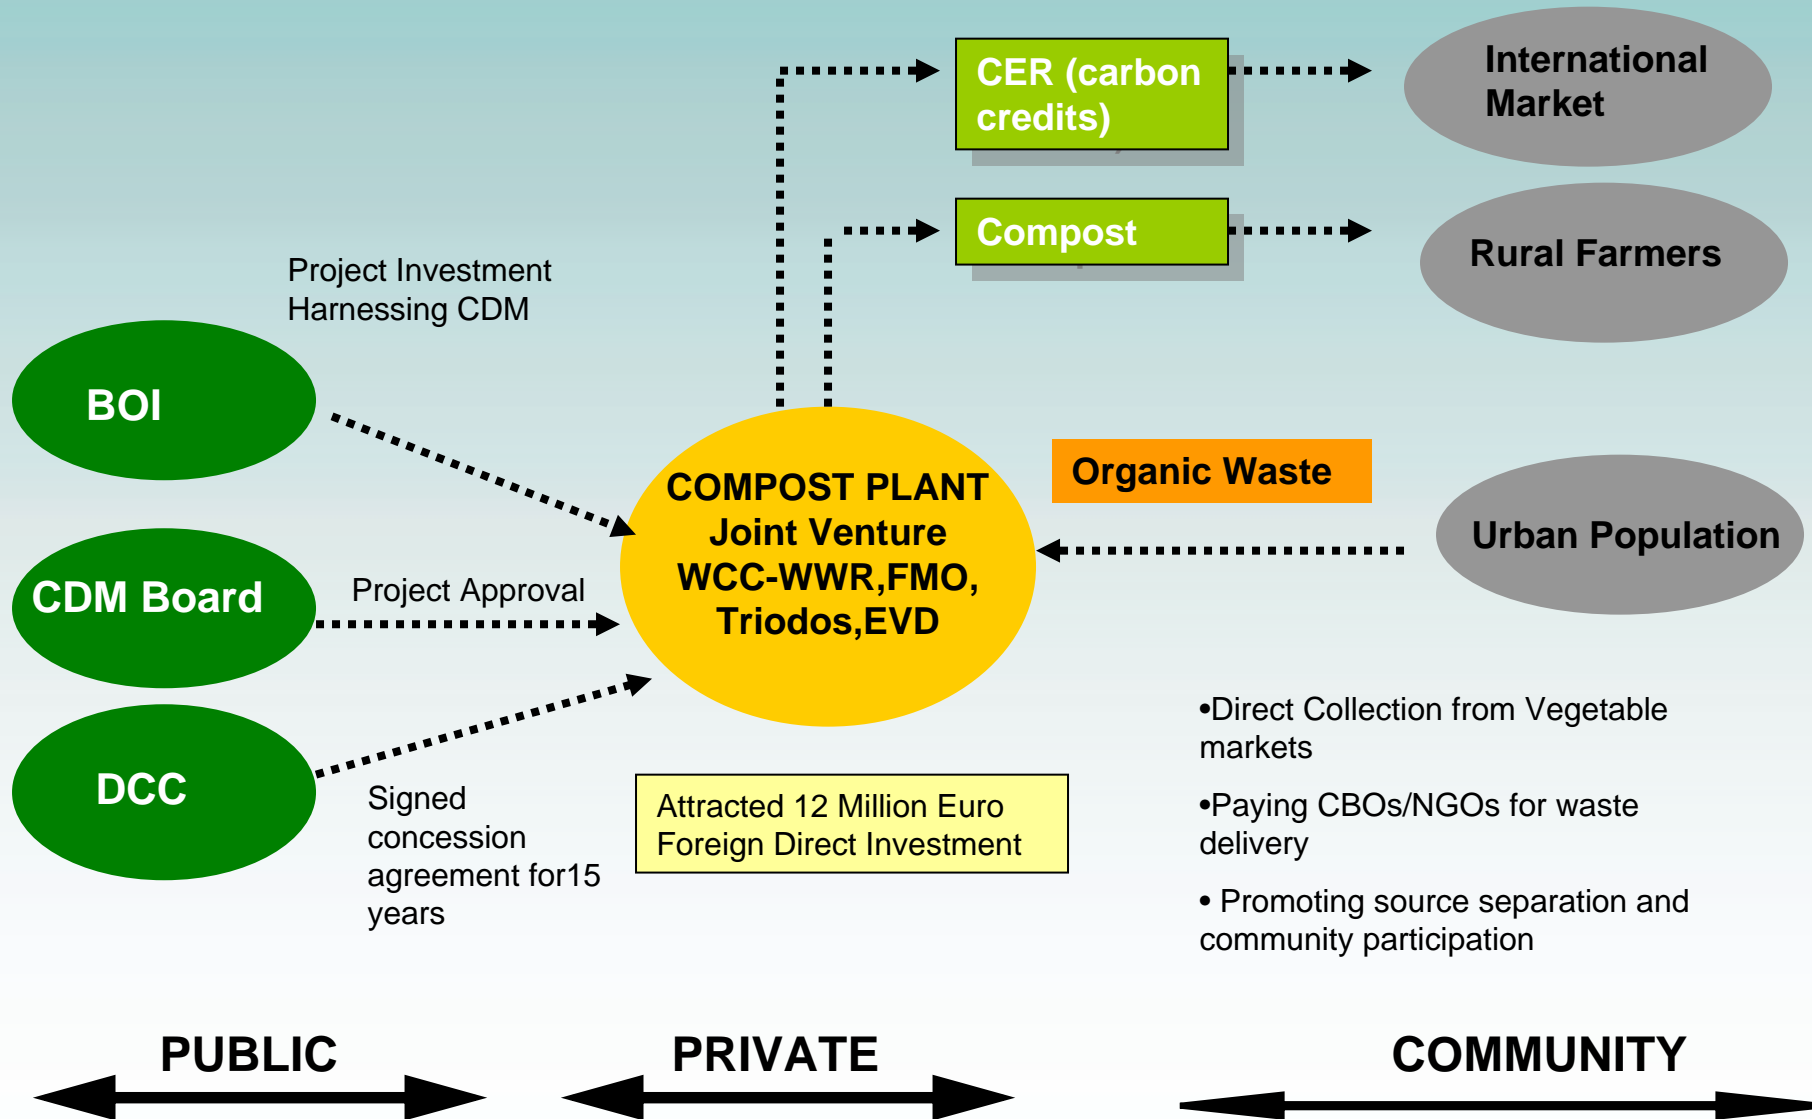 CER (carbon
credits)
International
Market
Compost
Rural Farmers
Project Investment
Harnessing CDM
BOI
COMPOST PLANT
Joint Venture
WCC-WWR,FMO,
Triodos,EVD
Organic Waste
Urban Population
CDM Board
Project Approval
DCC
Signed
concession
agreement for15
years
Attracted 12 Million Euro
Foreign Direct Investment
•Direct Collection from Vegetable
markets
•Paying CBOs/NGOs for waste
delivery
• Promoting source separation and
community participation
PUBLIC
PRIVATE
COMMUNITY